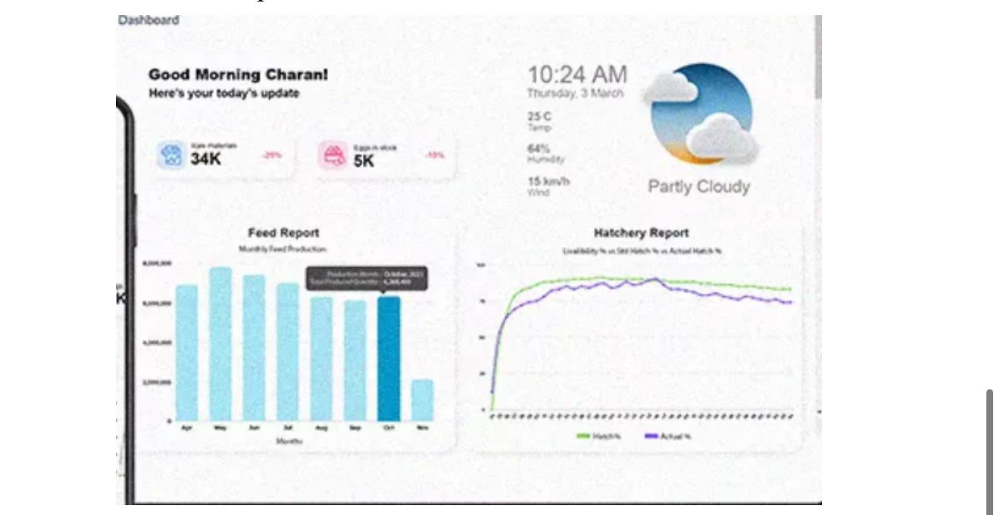 Dashboard
Good Morning Charan!
Here's your today's update
Raw materials
34K
-25%
Eggs in stock
5K
10:24 AM
Thursday, 3 March
25 C
Temp
64%
Humidity
15 km/h
Wind
Partly Cloudy
K
Feed Report
Monthly Feed Production
8,000,000
6,000,000
4,000,000
2,000,000
0
Production Month : October, 2023
Total Produced Quantity :
Apr May Jun Jul Aug Sep Oct Nov
Months
Hatchery Report
Livalibility % vs Std Hatch % vs Actual Hatch %
100
75
50
25
0
Hatch % Actual %